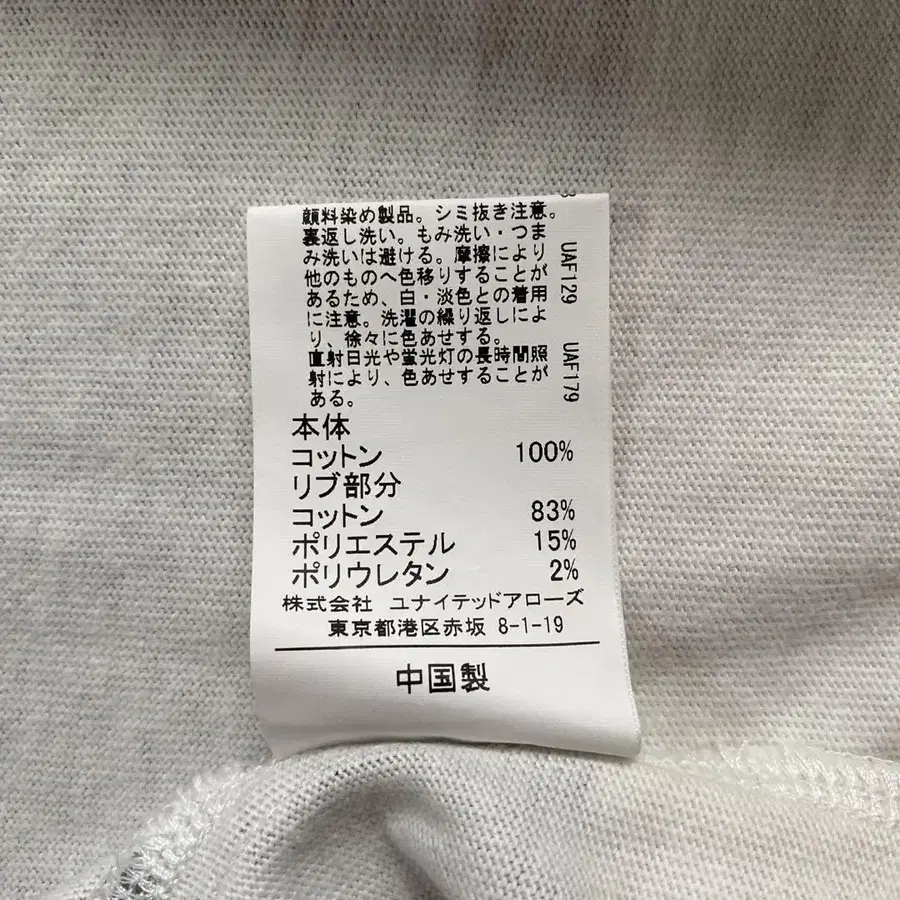 顔料染め製品。シミ抜き注意。
裏返し洗い。もみ洗い・つま
み洗いは避ける。摩擦により
他のものへ色移りすることが
あるため、白・淡色との着用
に注意。洗濯の繰り返しによ
り、徐々に色あせする。
直射日光や蛍光灯の長時間照
射により、色あせすることが
ある。
UAF129
UAF179
本体
コットン 100%
リブ部分
コットン 83%
ポリエステル 15%
ポリウレタン 2%
株式会社 ユナイテッドアローズ
東京都港区赤坂 8-1-19
中国製